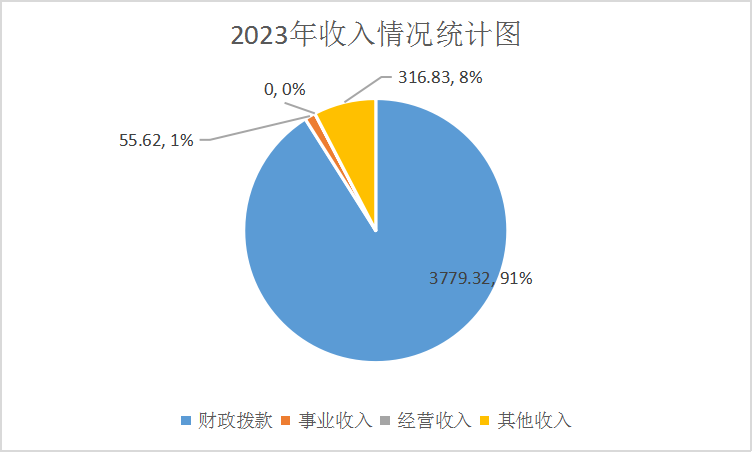 2023年收入情况统计图
316.83, 8%
0, 0%
55.62, 1%
3779.32, 91%
财政拨款 事业收入 经营收入 其他收入